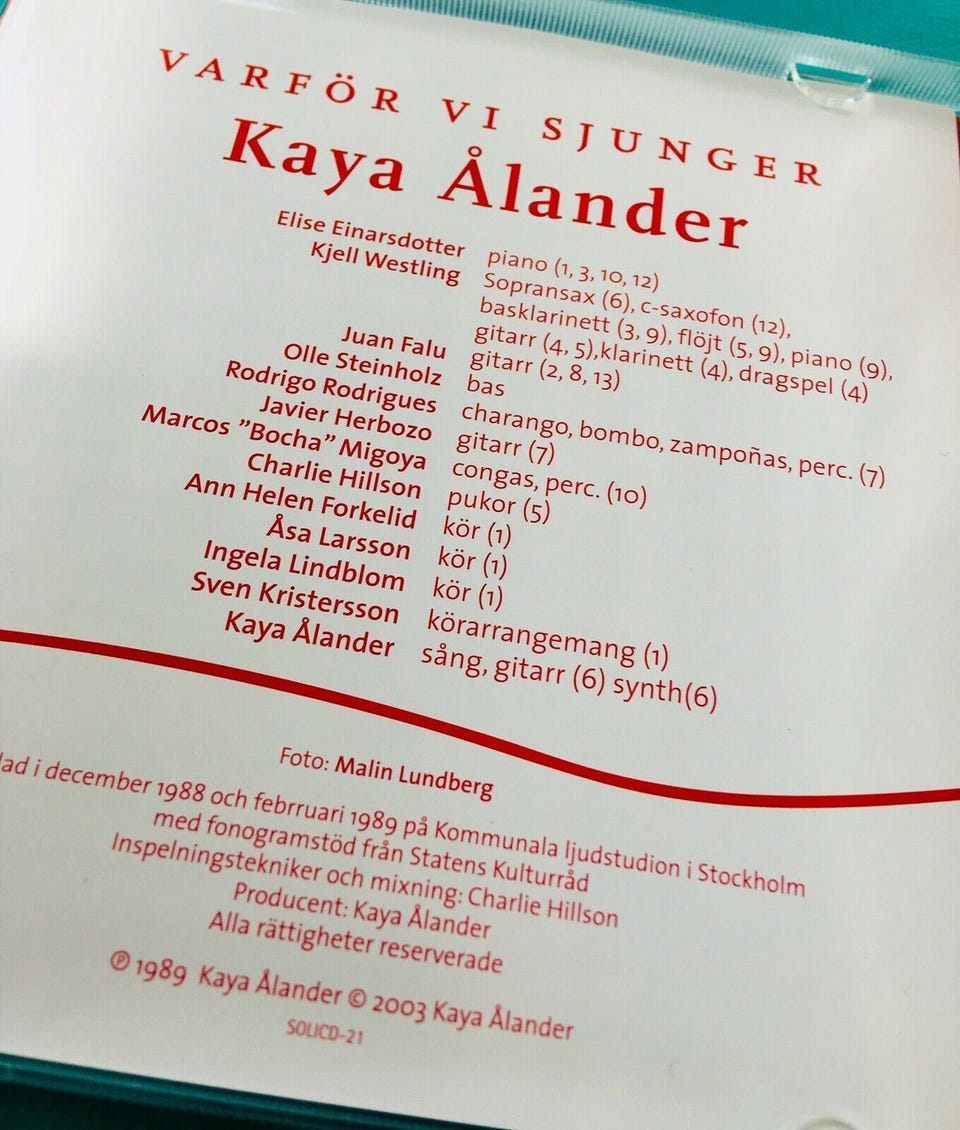 VARFÖR VI SJUNGER
Kaya Ålander
Elise Einarsdotter piano (1, 3, 10, 12)
Kjell Westling Sopransax (6), c-saxofon (12),
basklarinett (3, 9), flöjt (5, 9), piano (9),
gitarr (4, 5),klarinett (4), dragspel (4)
Juan Falu gitarr (2, 8, 13)
Olle Steinholz bas
Rodrigo Rodrigues charango, bombo, zampoñas, perc. (7)
Javier Herbozo gitarr (7)
Marcos ”Bocha” Migoya congas, perc. (10)
Charlie Hillson pukor (5)
Ann Helen Forkelid kör (1)
Åsa Larsson kör (1)
Ingela Lindblom kör (1)
Sven Kristersson körarrangemang (1)
Kaya Ålander sång, gitarr (6) synth(6)
Foto: Malin Lundberg
lad i december 1988 och febrruari 1989 på Kommunala ljudstudion i Stockholm
med fonogramstöd från Statens Kulturråd
Inspelningstekniker och mixning: Charlie Hillson
Producent: Kaya Ålander
Alla rättigheter reserverade
℗ 1989 Kaya Ålander © 2003 Kaya Ålander
SOLICD-21